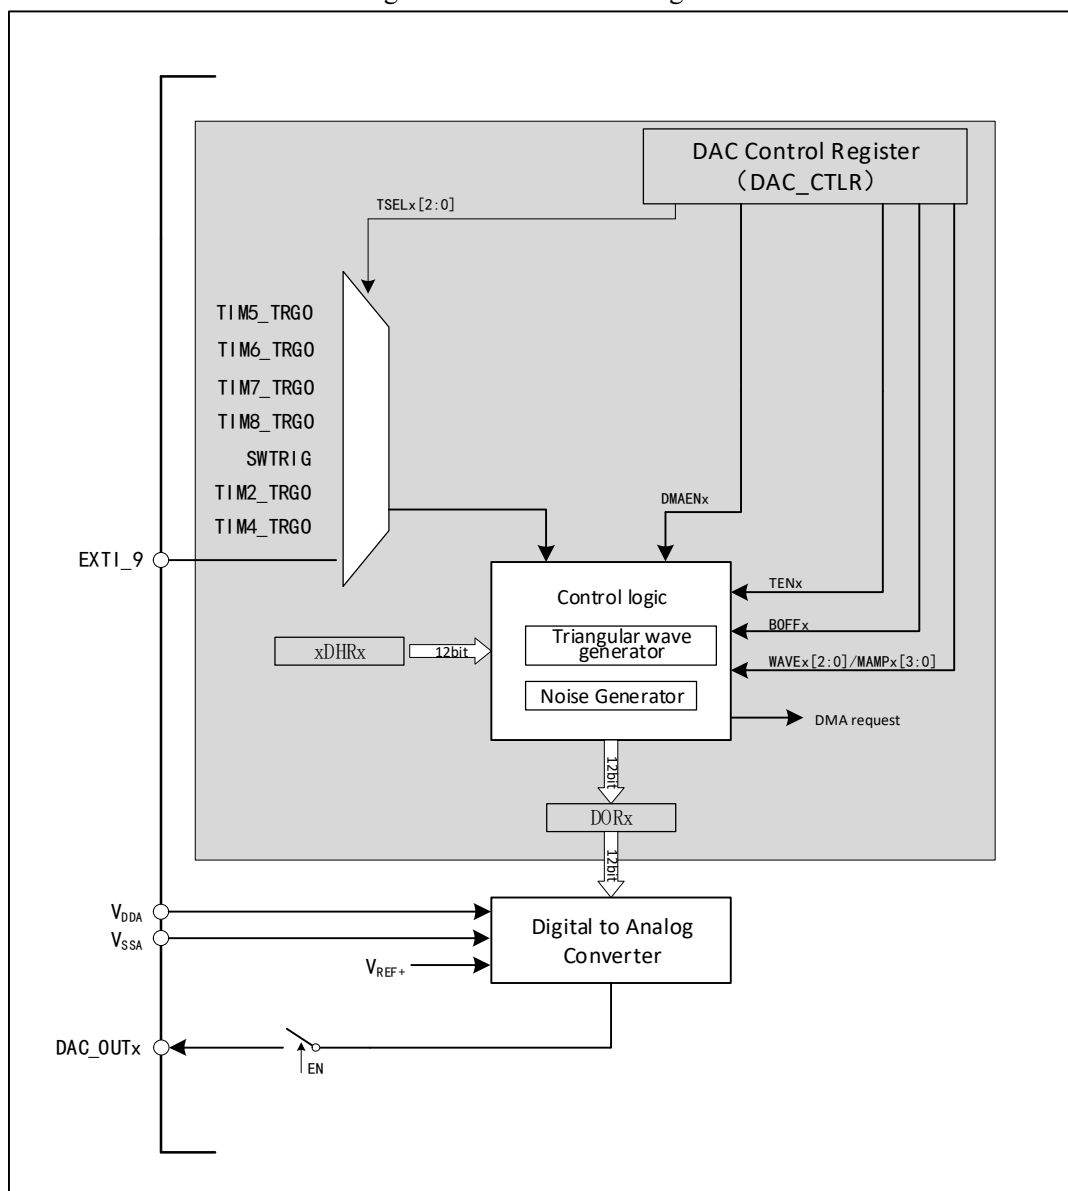 DAC Control Register
（DAC_CTLR）
TSELx[2:0]
TIM5_TRGO
TIM6_TRGO
TIM7_TRGO
TIM8_TRGO
SWTRIG
TIM2_TRGO
TIM4_TRGO
EXTI_9
DMAENx
Control logic
TENx
Triangular wave
generator
BOFFx
xDHRx
12bit
WAVEx[2:0]/MAMPx[3:0]
Noise Generator
DMA request
12bit
DORx
12bit
VDDA
Digital to Analog
Converter
VSSA
VREF+
DAC_OUTx
EN